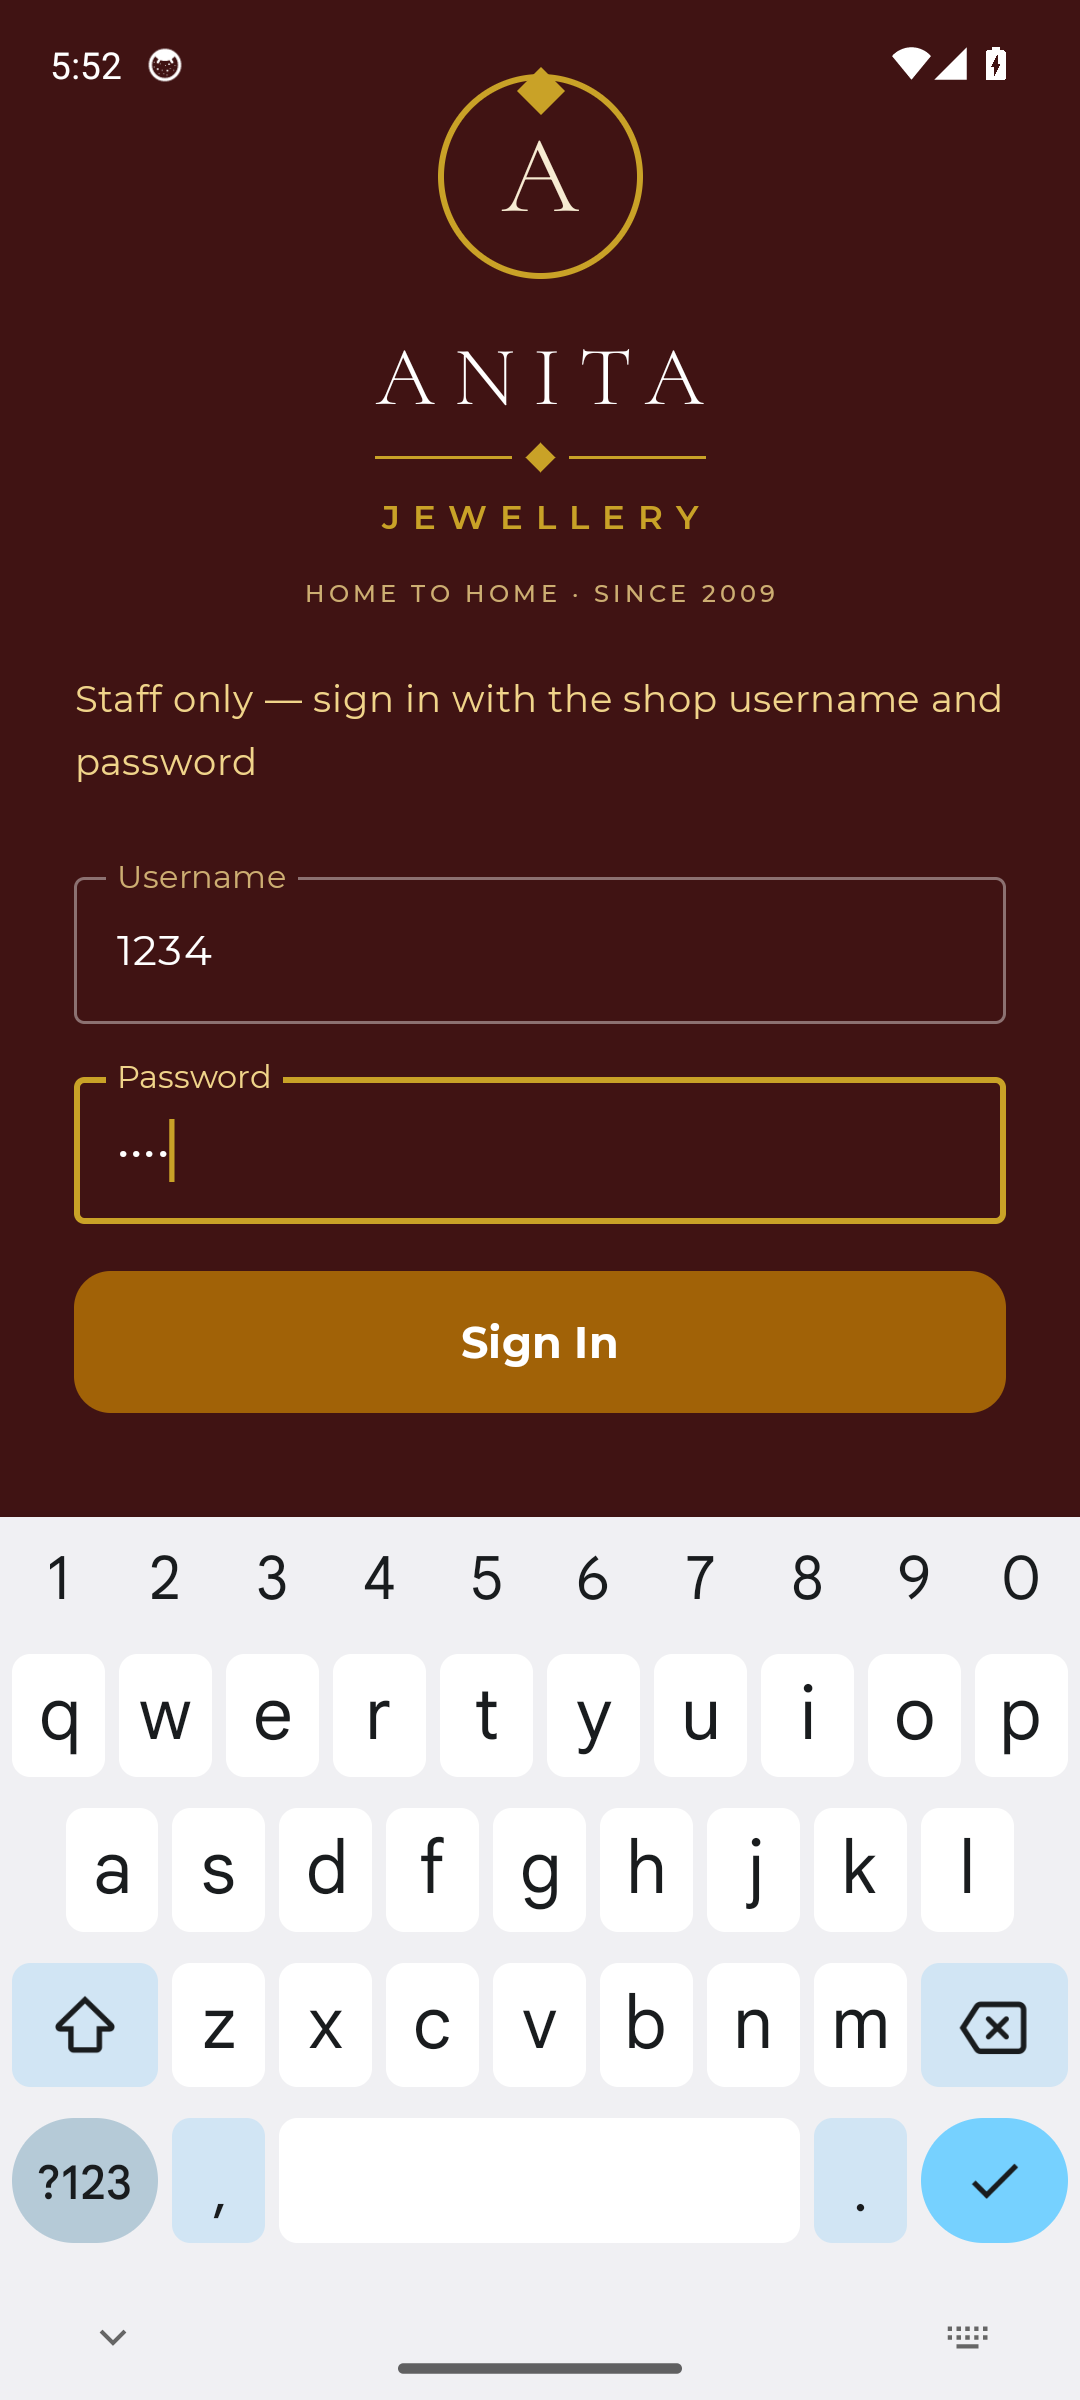 5:52
A
ANITA
JEWELLERY
HOME TO HOME · SINCE 2009
Staff only — sign in with the shop username and
password
Username
1234
Password
••••
Sign In
1 2 3 4 5 6 7 8 9 0
q w e r t y u i o p
a s d f g h j k l
z x c v b n m
?123 , .